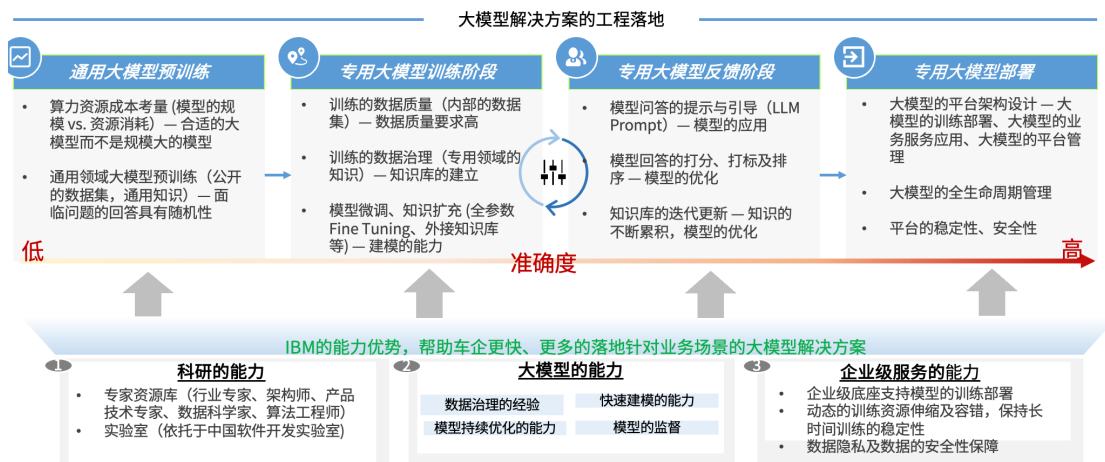 大模型解决方案的工程落地
通用大模型预训练
• 算力资源成本考量 (模型的规
模 vs. 资源消耗) — 合适的大
模型而不是规模大的模型
• 通用领域大模型预训练（公开
的数据集，通用知识）— 面
临问题的回答具有随机性
专用大模型训练阶段
• 训练的数据质量（内部的数据
集）— 数据质量要求高
• 训练的数据治理（专用领域的
知识）— 知识库的建立
• 模型微调、知识扩充 (全参数
Fine Tuning、外接知识库
等) — 建模的能力
专用大模型反馈阶段
• 模型问答的提示与引导（LLM
Prompt）— 模型的应用
• 模型回答的打分、打标及排
序 — 模型的优化
• 知识库的迭代更新 — 知识的
不断累积，模型的优化
专用大模型部署
• 大模型的平台架构设计 — 大
模型的训练部署、大模型的业
务服务应用、大模型的平台管
理
• 大模型的全生命周期管理
• 平台的稳定性、安全性
低
准确度
高
IBM的能力优势，帮助车企更快、更多的落地针对业务场景的大模型解决方案
1
科研的能力
• 专家资源库（行业专家、架构师、产品
技术专家、数据科学家、算法工程师）
• 实验室（依托于中国软件开发实验室)
2
大模型的能力
数据治理的经验
快速建模的能力
模型持续优化的能力
模型的监督
3
企业级服务的能力
• 企业级底座支持模型的训练部署
• 动态的训练资源伸缩及容错，保持长
时间训练的稳定性
• 数据隐私及数据的安全性保障